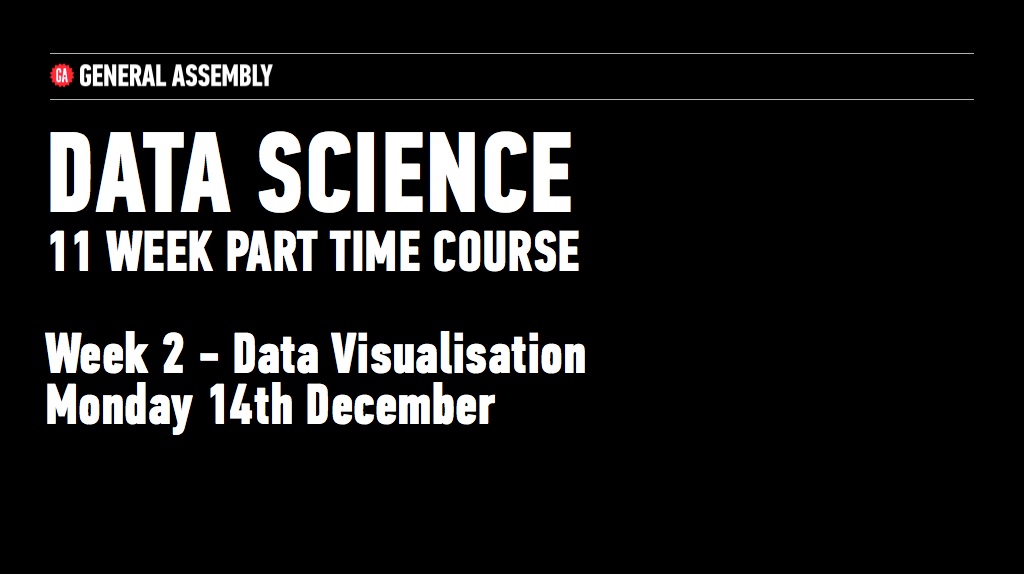 GA GENERAL ASSEMBLY
DATA SCIENCE
11 WEEK PART TIME COURSE
Week 2 – Data Visualisation
Monday 14th December